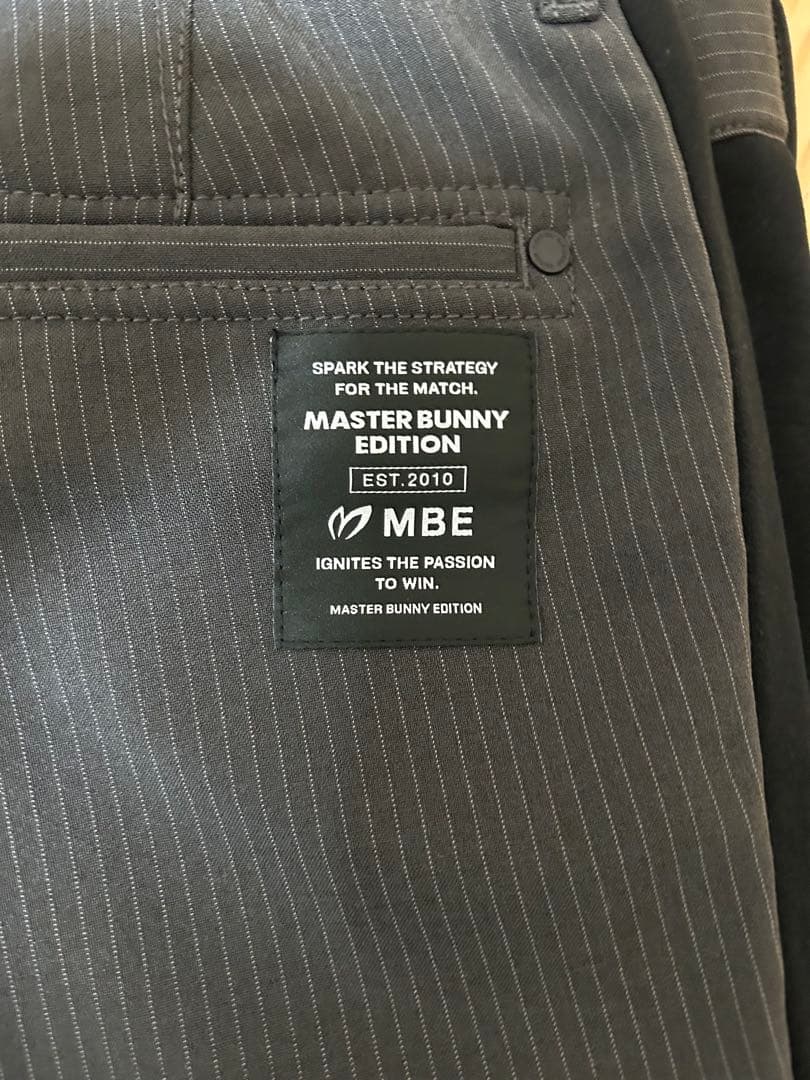 SPARK THE STRATEGY
FOR THE MATCH.
MASTER BUNNY
EDITION
EST.2010
MBE
IGNITES THE PASSION
TO WIN.
MASTER BUNNY EDITION